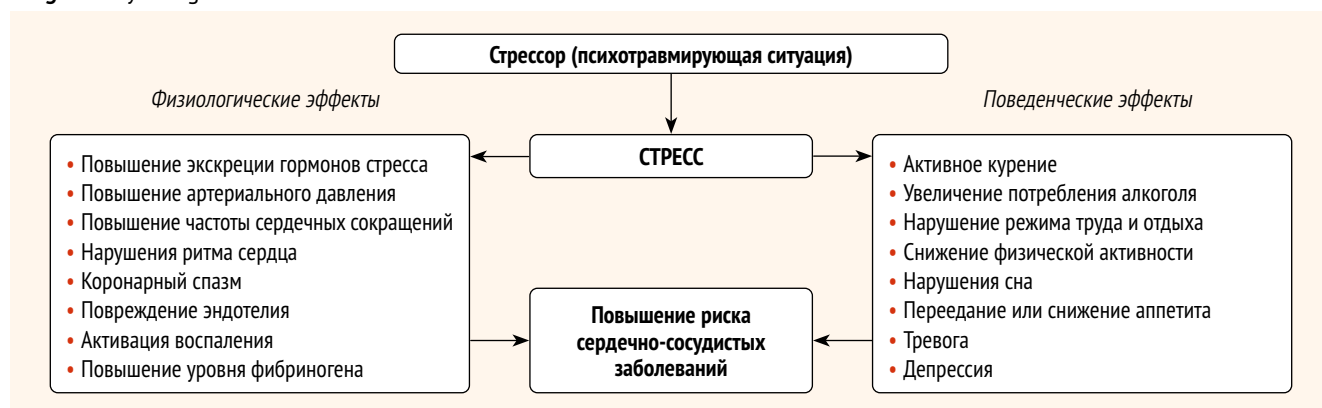 Стрессор (психотравмирующая ситуация)
Физиологические эффекты
Поведенческие эффекты
СТРЕСС
• Повышение экскреции гормонов стресса
• Повышение артериального давления
• Повышение частоты сердечных сокращений
• Нарушения ритма сердца
• Коронарный спазм
• Повреждение эндотелия
• Активация воспаления
• Повышение уровня фибриногена
• Активное курение
• Увеличение потребления алкоголя
• Нарушение режима труда и отдыха
• Снижение физической активности
• Нарушения сна
• Переедание или снижение аппетита
• Тревога
• Депрессия
Повышение риска
сердечно-сосудистых
заболеваний